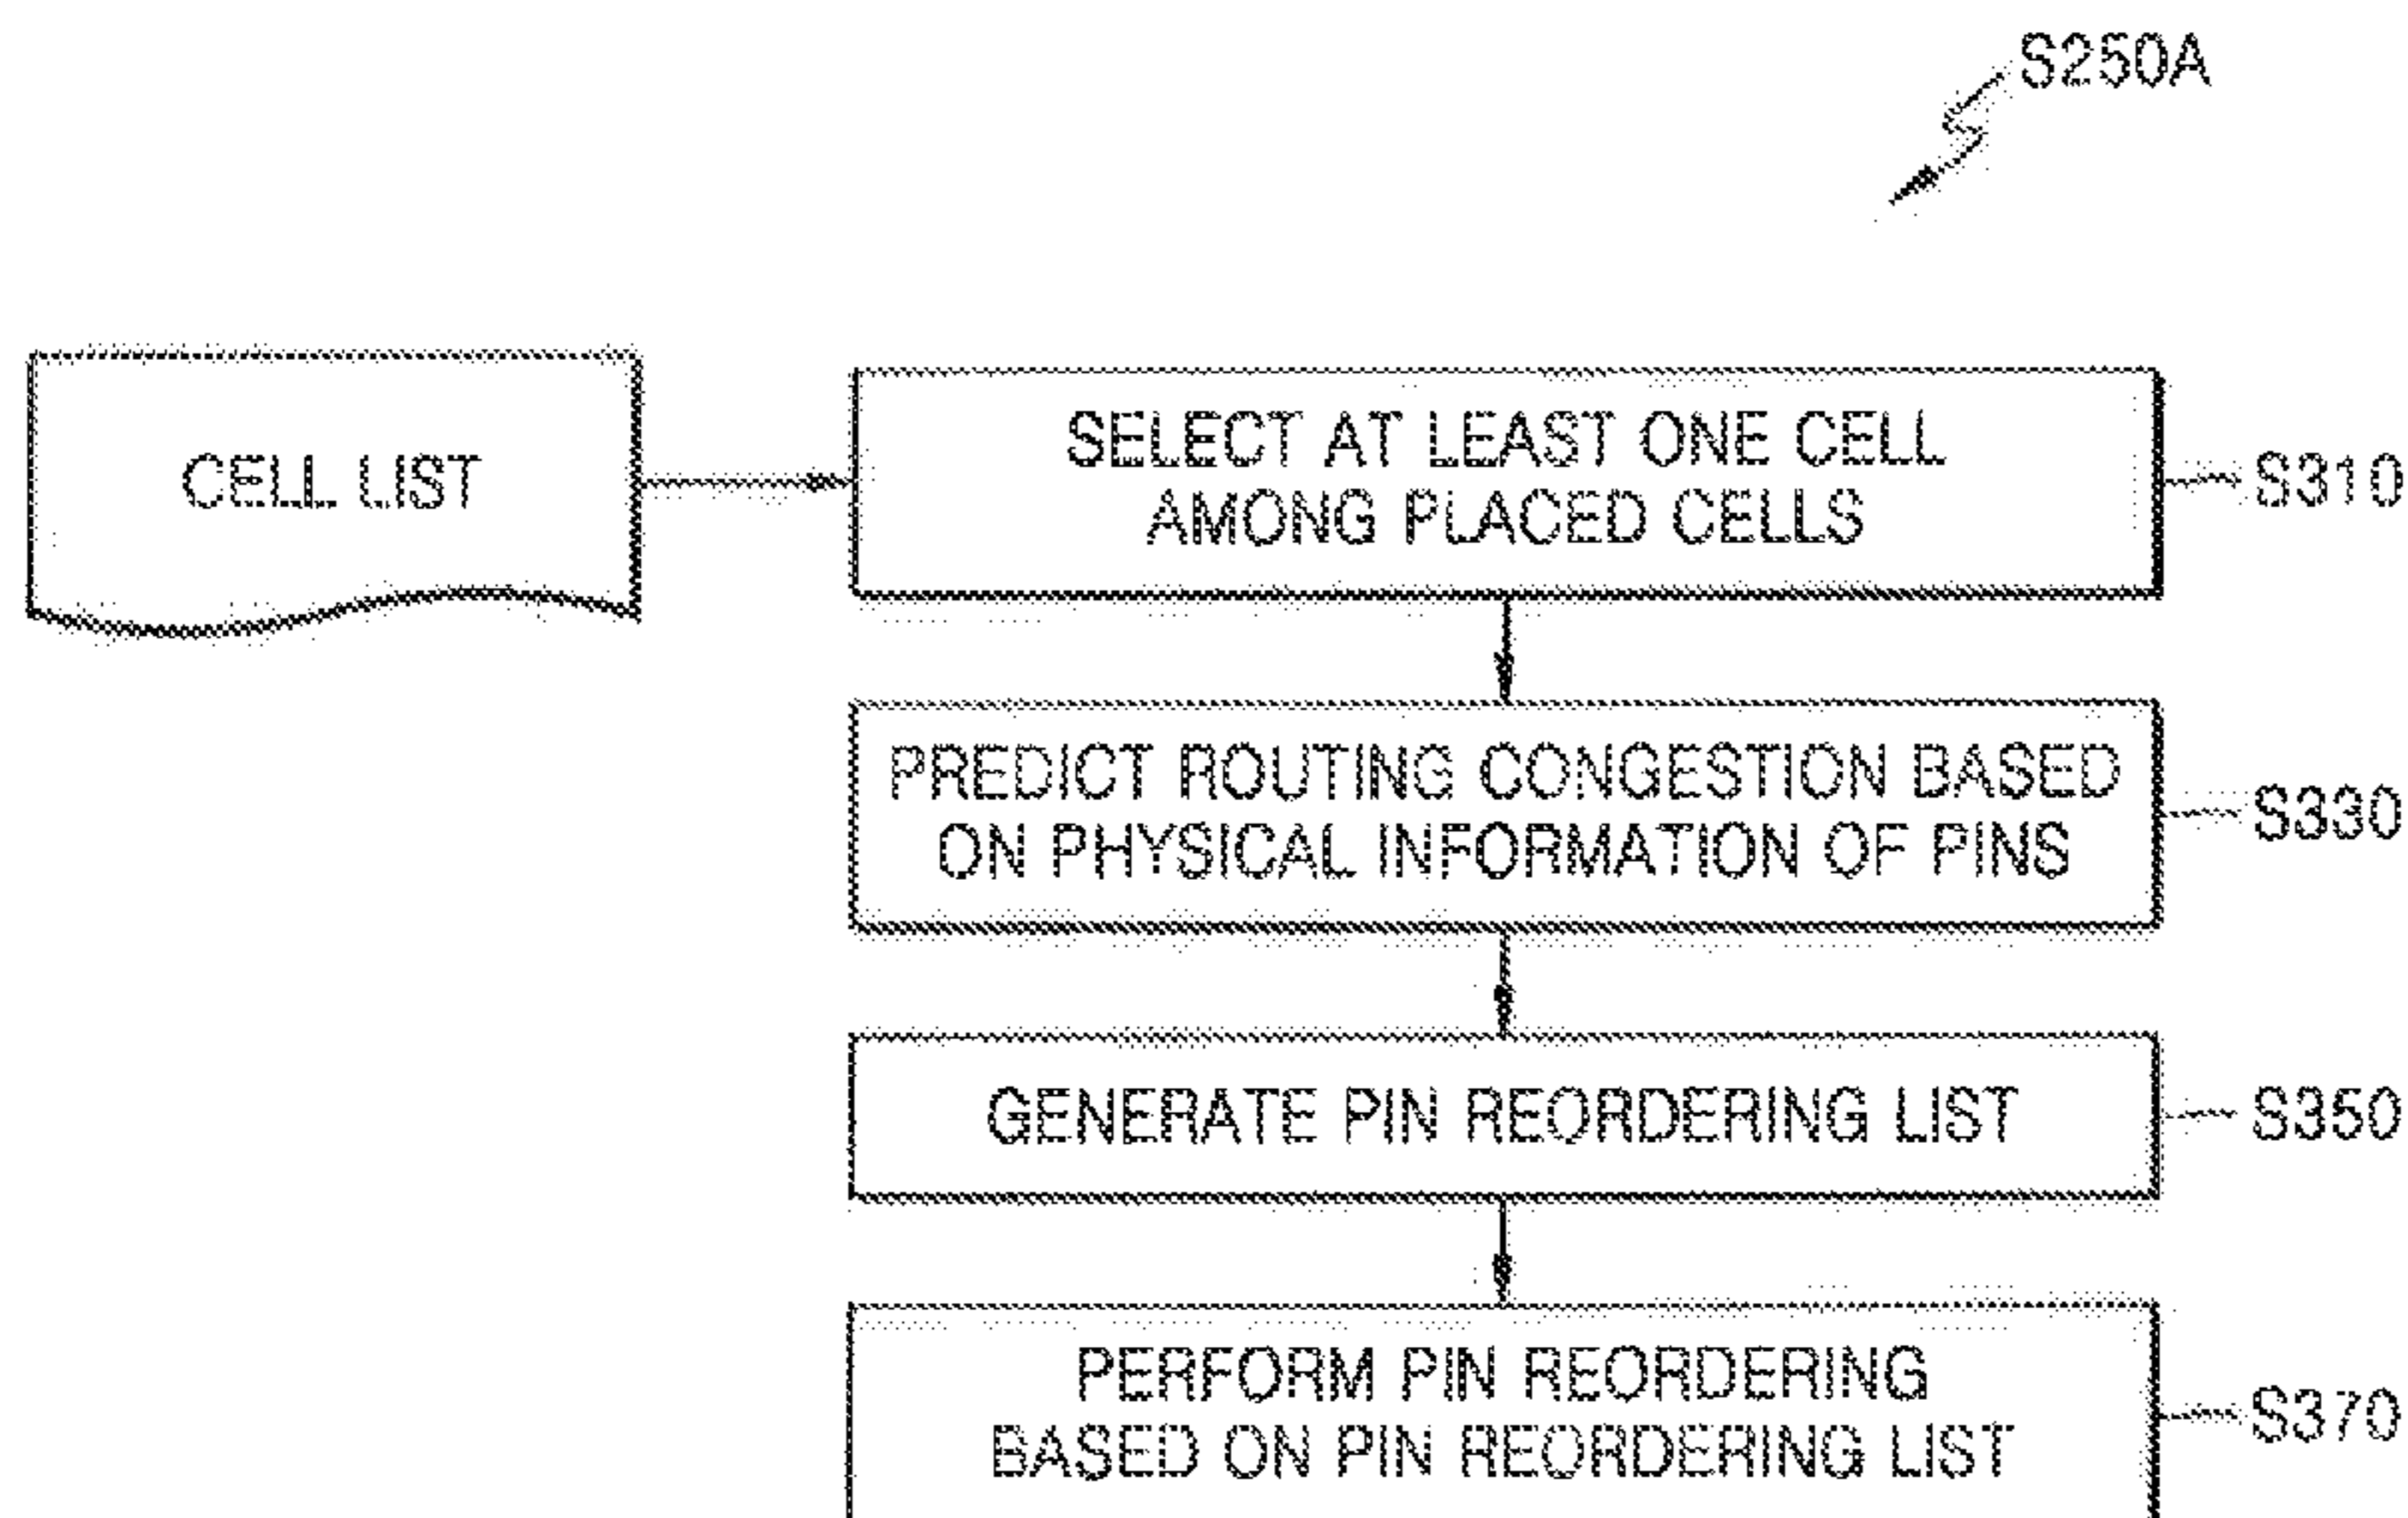 S250A
CELL LIST
SELECT AT LEAST ONE CELL
AMONG PLACED CELLS
S310
PREDICT ROUTING CONGESTION BASED
ON PHYSICAL INFORMATION OF PINS
S330
GENERATE PIN REORDERING LIST
S350
PERFORM PIN REORDERING
BASED ON PIN REORDERING LIST
S370